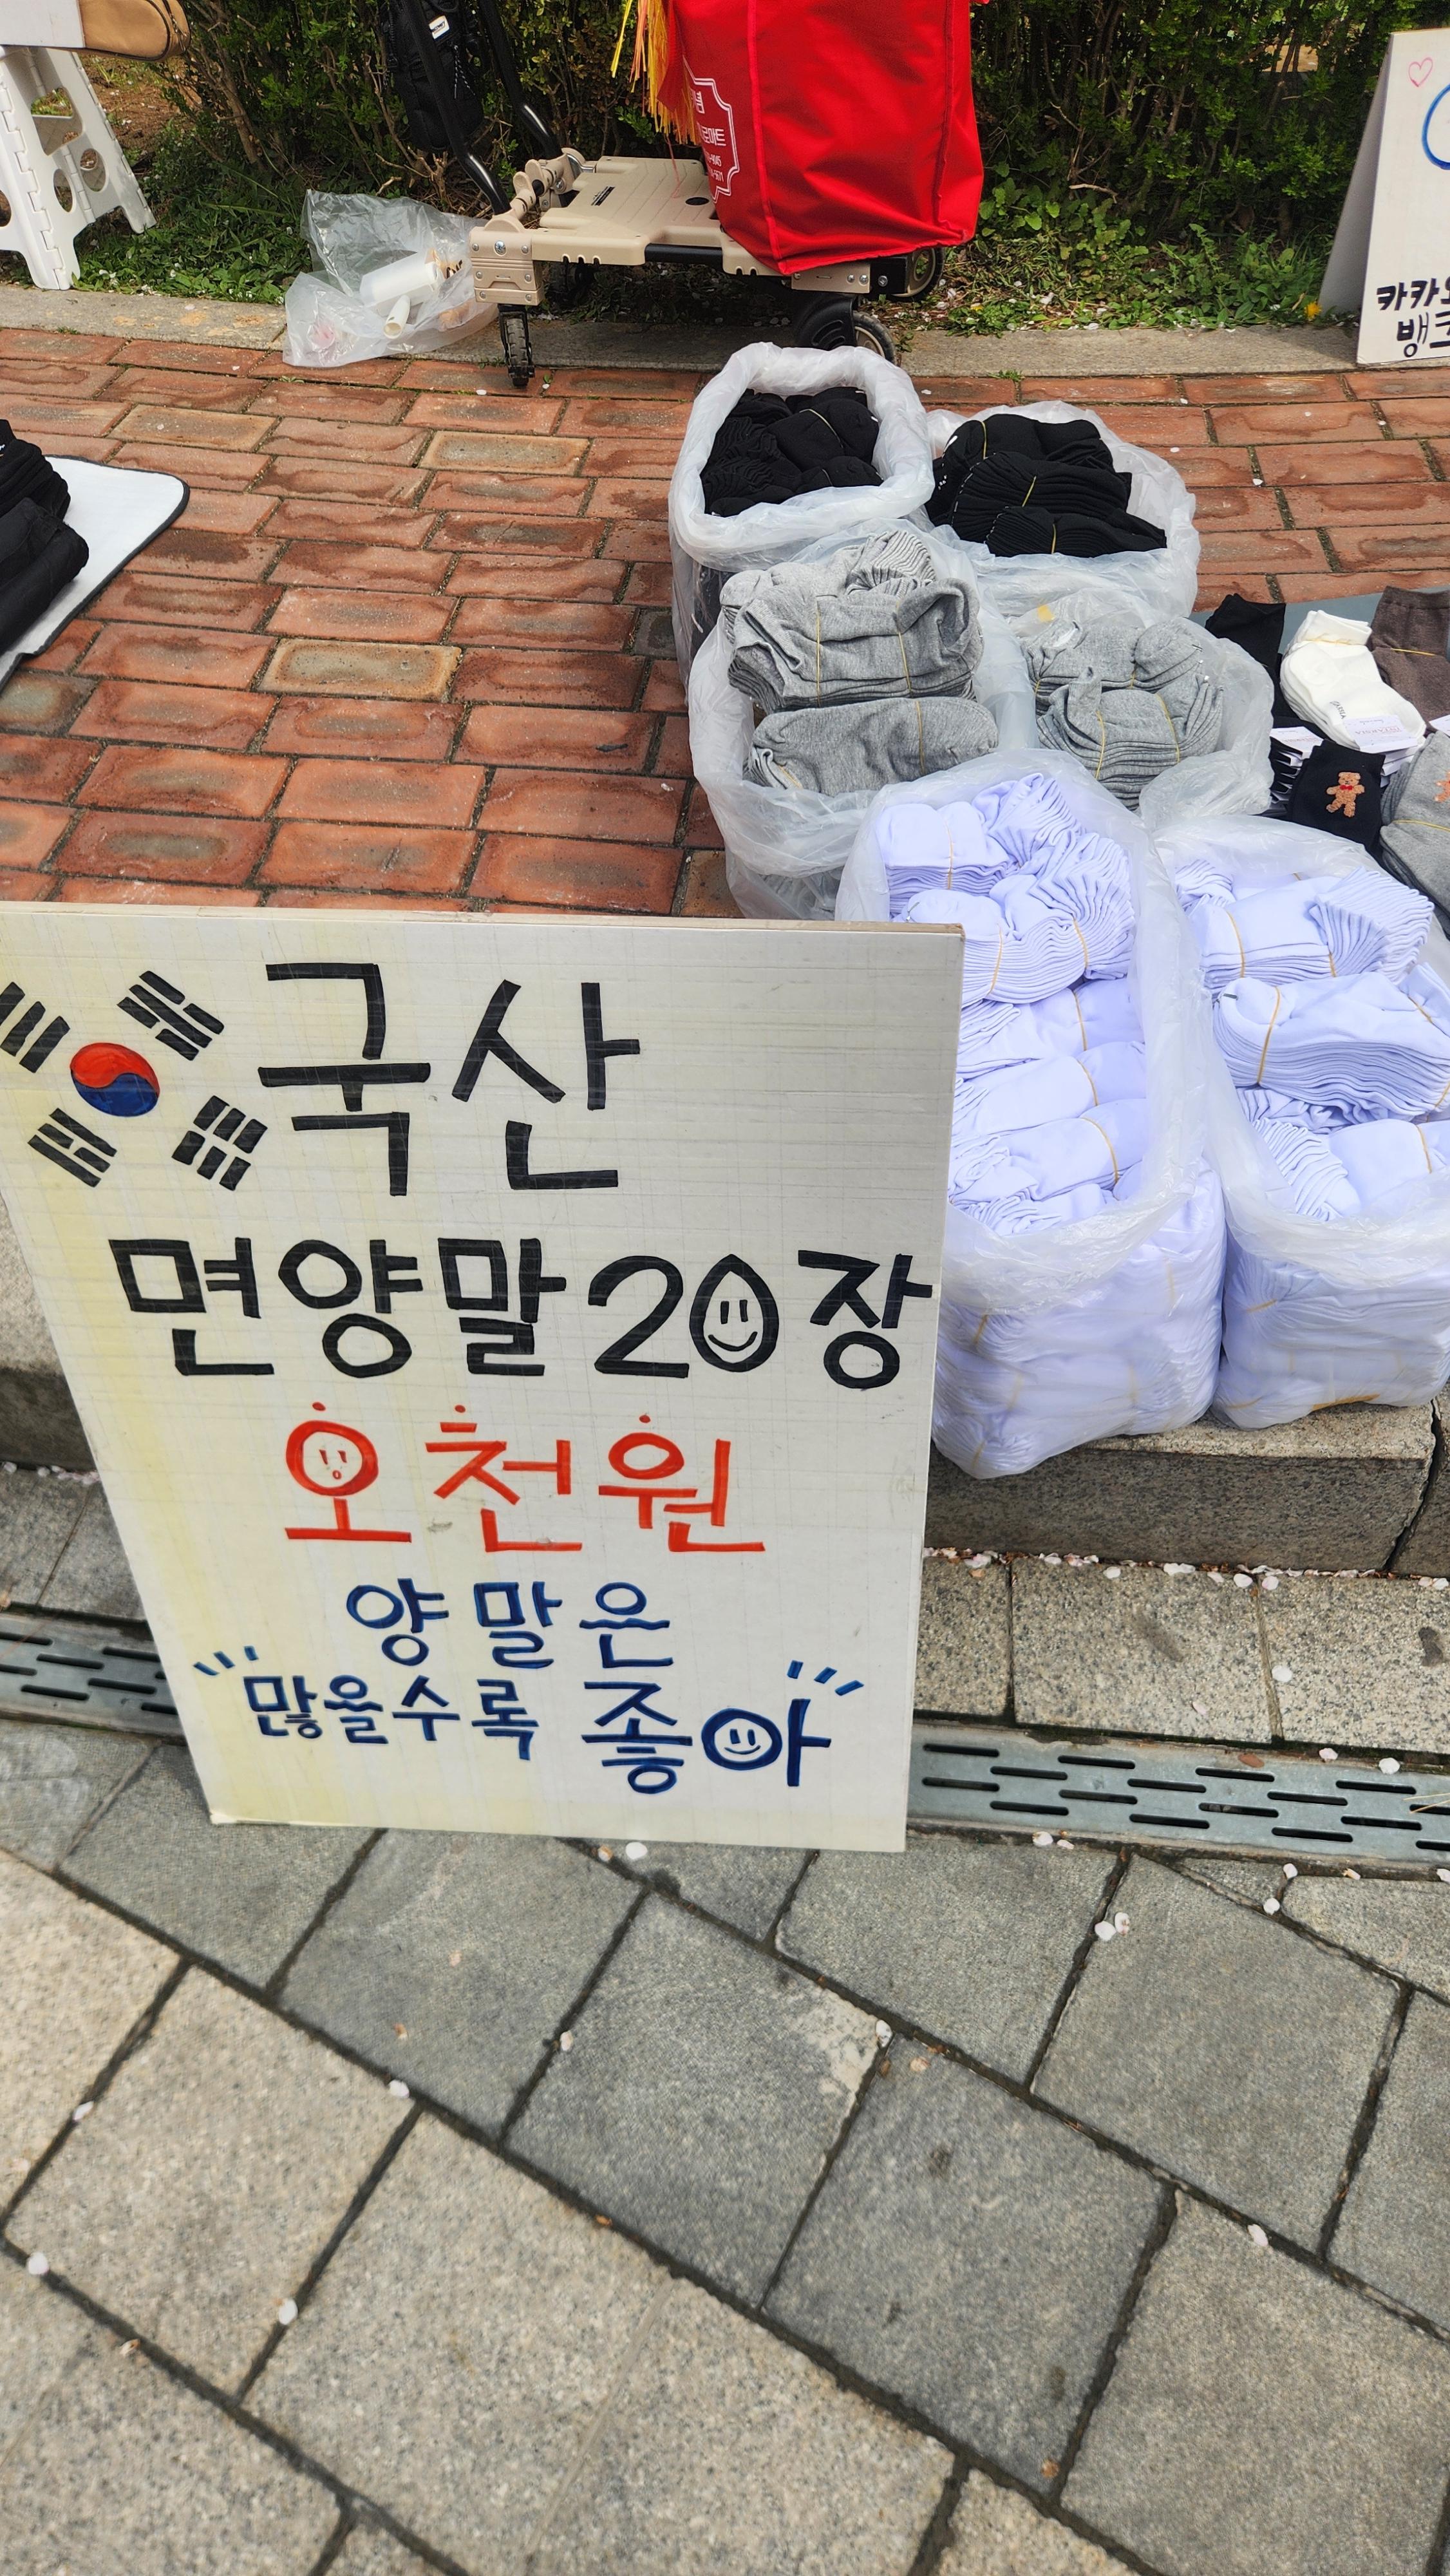 국산
면양말20장
오천원
양말은
많을수록 좋아
카카오
뱅크